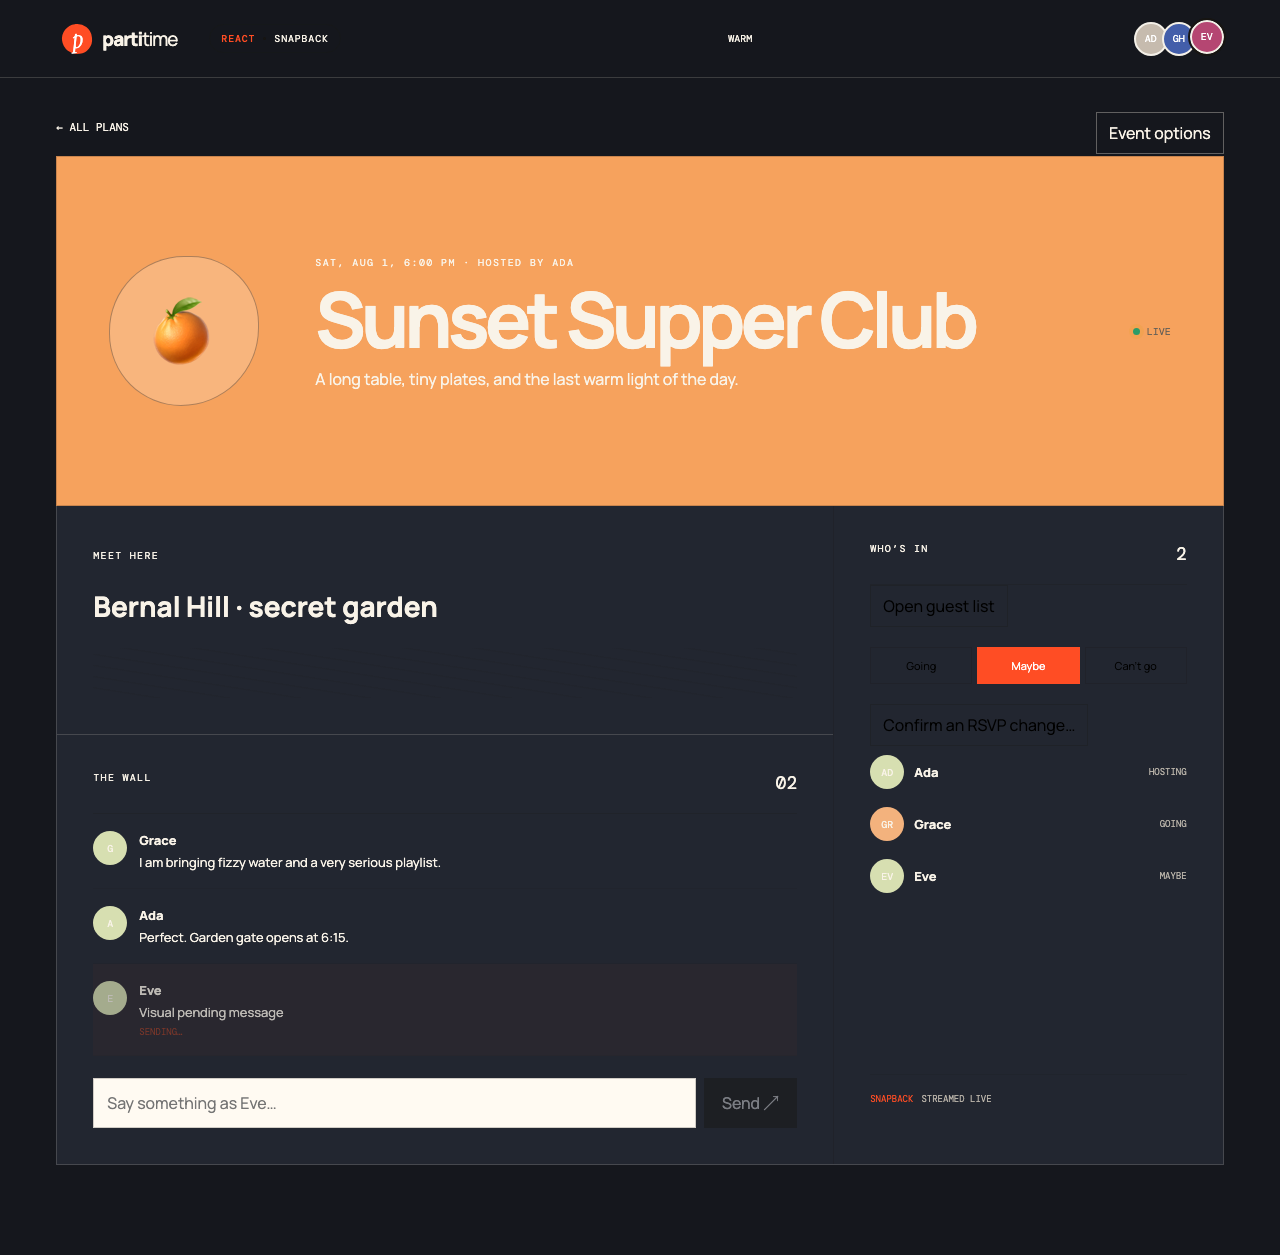 p partitime REACT SNAPBACK WARM AD GH EV
← ALL PLANS
Event options
SAT, AUG 1, 6:00 PM · HOSTED BY ADA
Sunset Supper Club
A long table, tiny plates, and the last warm light of the day.
LIVE
MEET HERE
Bernal Hill · secret garden
THE WALL
02
G
Grace
I am bringing fizzy water and a very serious playlist.
A
Ada
Perfect. Garden gate opens at 6:15.
E
Eve
Visual pending message
SENDING…
Say something as Eve…
Send ↗
WHO'S IN
2
Open guest list
Going Maybe Can't go
Confirm an RSVP change…
AD Ada HOSTING
GR Grace GOING
EV Eve MAYBE
SNAPBACK STREAMED LIVE